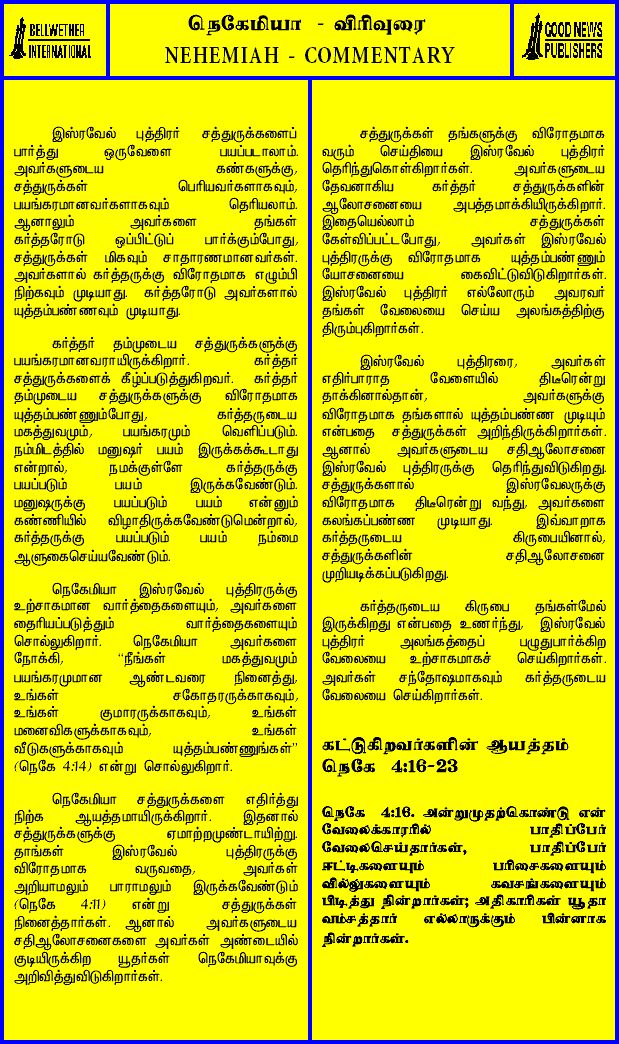 BELLWETHER
INTERNATIONAL
நெகேமியா - விரிவுரை
NEHEMIAH - COMMENTARY
GOOD NEWS
PUBLISHERS
இஸ்ரவேல் புத்திரர் சத்துருக்களைப்
பார்த்து ஒருவேளை பயப்படாலாம்.
அவர்களுடைய கண்களுக்கு,
சத்துருக்கள் பெரியவர்களாகவும்,
பயங்கரமானவர்களாகவும் தெரியலாம்.
ஆனாலும் அவர்களை தங்கள்
கர்த்தரோடு ஒப்பிட்டுப் பார்க்கும்போது,
சத்துருக்கள் மிகவும் சாதாரணமானவர்கள்.
அவர்களால் கர்த்தருக்கு விரோதமாக எழும்பி
நிற்கவும் முடியாது. கர்த்தரோடு அவர்களால்
யுத்தம்பண்ணவும் முடியாது.
கர்த்தர் தம்முடைய சத்துருக்களுக்கு
பயங்கரமானவராயிருக்கிறார். கர்த்தர்
சத்துருக்களைக் கீழ்ப்படுத்துகிறவர். கர்த்தர்
தம்முடைய சத்துருக்களுக்கு விரோதமாக
யுத்தம்பண்ணும்போது, கர்த்தருடைய
மகத்துவமும், பயங்கரமும் வெளிப்படும்.
நம்மிடத்தில் மனுஷர் பயம் இருக்கக்கூடாது
என்றால், நமக்குள்ளே கர்த்தருக்கு
பயப்படும் பயம் இருக்கவேண்டும்.
மனுஷருக்கு பயப்படும் பயம் என்னும்
கண்ணியில் விழாதிருக்கவேண்டுமென்றால்,
கர்த்தருக்கு பயப்படும் பயம் நம்மை
ஆளுகைசெய்யவேண்டும்.
நெகேமியா இஸ்ரவேல் புத்திரருக்கு
உற்சாகமான வார்த்தைகளையும், அவர்களை
தைரியப்படுத்தும் வார்த்தைகளையும்
சொல்லுகிறார். நெகேமியா அவர்களை
நோக்கி, "நீங்கள் மகத்துவமும்
பயங்கரமுமான ஆண்டவரை நினைத்து,
உங்கள் சகோதரருக்காகவும்,
உங்கள் குமாரருக்காகவும், உங்கள்
மனைவிகளுக்காகவும், உங்கள்
வீடுகளுக்காகவும் யுத்தம்பண்ணுங்கள்"
(நெகே 4:14) என்று சொல்லுகிறார்.
நெகேமியா சத்துருக்களை எதிர்த்து
நிற்க ஆயத்தமாயிருக்கிறார். இதனால்
சத்துருக்களுக்கு ஏமாற்றமுண்டாயிற்று.
தாங்கள் இஸ்ரவேல் புத்திரருக்கு
விரோதமாக வருவதை, அவர்கள்
அறியாமலும் பாராமலும் இருக்கவேண்டும்
(நெகே 4:11) என்று சத்துருக்கள்
நினைத்தார்கள். ஆனால் அவர்களுடைய
சதிஆலோசனைகளை அவர்கள் அண்டையில்
குடியிருக்கிற யூதர்கள் நெகேமியாவுக்கு
அறிவித்துவிடுகிறார்கள்.
சத்துருக்கள் தங்களுக்கு விரோதமாக
வரும் செய்தியை இஸ்ரவேல் புத்திரர்
தெரிந்துகொள்கிறார்கள். அவர்களுடைய
தேவனாகிய கர்த்தர் சத்துருக்களின்
ஆலோசனையை அபத்தமாக்கியிருக்கிறார்.
இதையெல்லாம் சத்துருக்கள்
கேள்விப்பட்டபோது, அவர்கள் இஸ்ரவேல்
புத்திரருக்கு விரோதமாக யுத்தம்பண்ணும்
யோசனையை கைவிட்டுவிடுகிறார்கள்.
இஸ்ரவேல் புத்திரர் எல்லோரும் அவரவர்
தங்கள் வேலையை செய்ய அலங்கத்திற்கு
திரும்புகிறார்கள்.
இஸ்ரவேல் புத்திரரை, அவர்கள்
எதிர்பாராத வேளையில் திடீரென்று
தாக்கினால்தான், அவர்களுக்கு
விரோதமாக தங்களால் யுத்தம்பண்ண முடியும்
என்பதை சத்துருக்கள் அறிந்திருக்கிறார்கள்.
ஆனால் அவர்களுடைய சதிஆலோசனை
இஸ்ரவேல் புத்திரருக்கு தெரிந்துவிடுகிறது.
சத்துருக்களால் இஸ்ரவேலருக்கு
விரோதமாக திடீரென்று வந்து, அவர்களை
கலங்கப்பண்ண முடியாது. இவ்வாறாக
கர்த்தருடைய கிருபையினால்,
சத்துருக்களின் சதிஆலோசனை
முறியடிக்கப்படுகிறது.
கர்த்தருடைய கிருபை தங்கள்மேல்
இருக்கிறது என்பதை உணர்ந்து, இஸ்ரவேல்
புத்திரர் அலங்கத்தைப் பழுதுபார்க்கிற
வேலையை உற்சாகமாகச் செய்கிறார்கள்.
அவர்கள் சந்தோஷமாகவும் கர்த்தருடைய
வேலையை செய்கிறார்கள்.
கட்டுகிறவர்களின் ஆயத்தம்
நெகே 4:16-23
நெகே 4:16. அன்றுமுதற்கொண்டு என்
வேலைக்காரரில் பாதிப்பேர்
வேலைசெய்தார்கள், பாதிப்பேர்
ஈட்டிகளையும் பரிசைகளையும்
வில்லுகளையும் கவசங்களையும்
பிடித்து நின்றார்கள்; அதிகாரிகள் யூதா
வம்சத்தார் எல்லாருக்கும் பின்னாக
நின்றார்கள்.